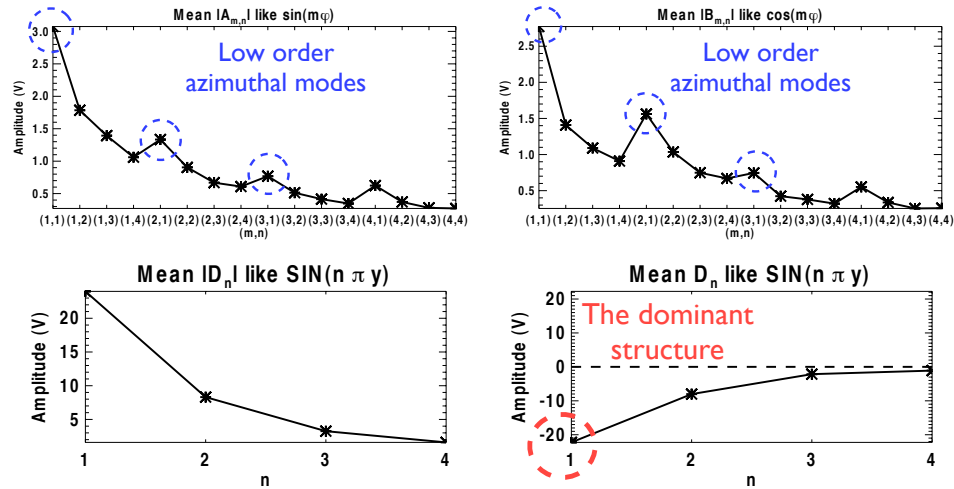 Mean |A_{m,n}| like sin(mφ)
Amplitude (V)
3.0
2.5
2.0
1.5
1.0
0.5
Low order
azimuthal modes
(1,1)(1,2)(1,3)(1,4)(2,1)(2,2)(2,3)(2,4)(3,1)(3,2)(3,3)(3,4)(4,1)(4,2)(4,3)(4,4)
(m,n)
Mean |B_{m,n}| like cos(mφ)
Amplitude (V)
2.5
2.0
1.5
1.0
0.5
Low order
azimuthal modes
(1,1)(1,2)(1,3)(1,4)(2,1)(2,2)(2,3)(2,4)(3,1)(3,2)(3,3)(3,4)(4,1)(4,2)(4,3)(4,4)
(m,n)
Mean |D_n| like SIN(n π y)
Amplitude (V)
20
15
10
5
1 2 3 4
n
Mean D_n like SIN(n π y)
Amplitude (V)
20
10
0
-10
-20
The dominant
structure
1 2 3 4
n